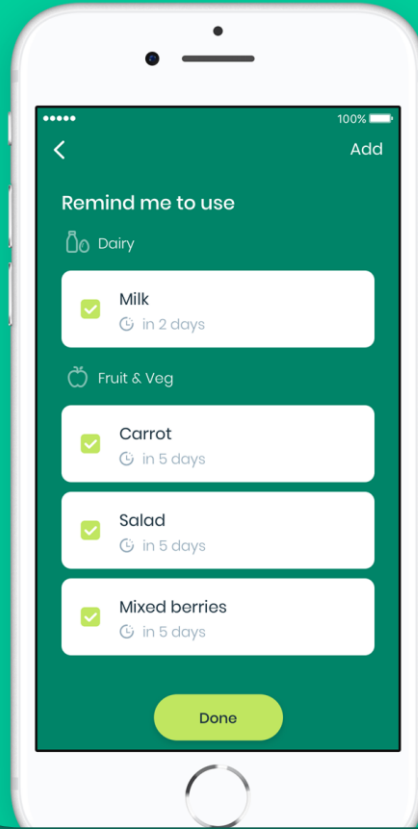 100%
Add
Remind me to use
Dairy
Milk
in 2 days
Fruit & Veg
Carrot
in 5 days
Salad
in 5 days
Mixed berries
in 5 days
Done